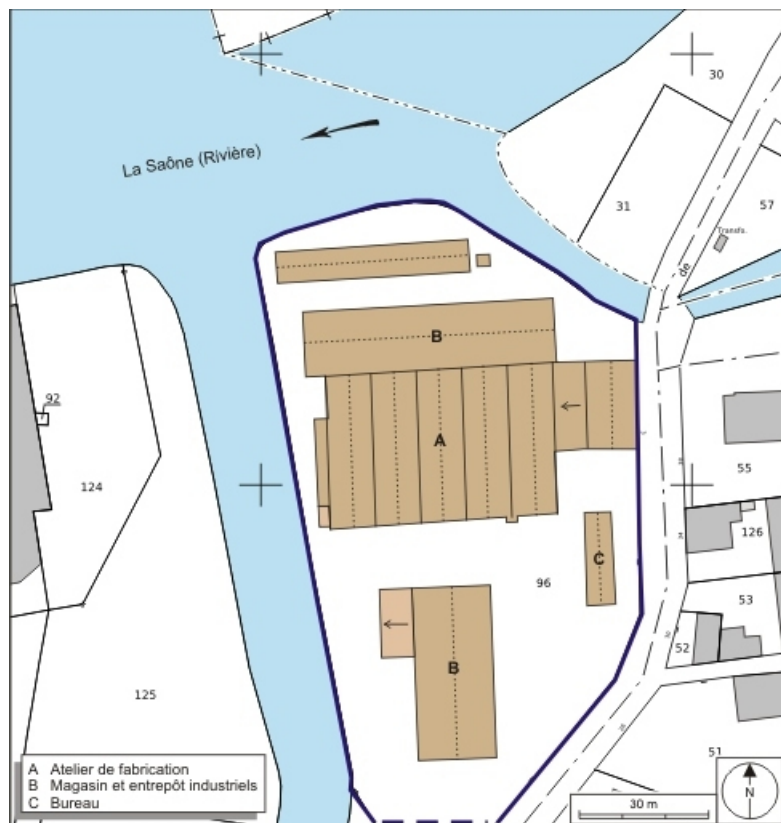 30
La Saône (Rivière)
31
57
Transfo.
de
B
92
A
124
55
126
C
96
53
52
B
125
51
A Atelier de fabrication
B Magasin et entrepôt industriels
C Bureau
30 m
N